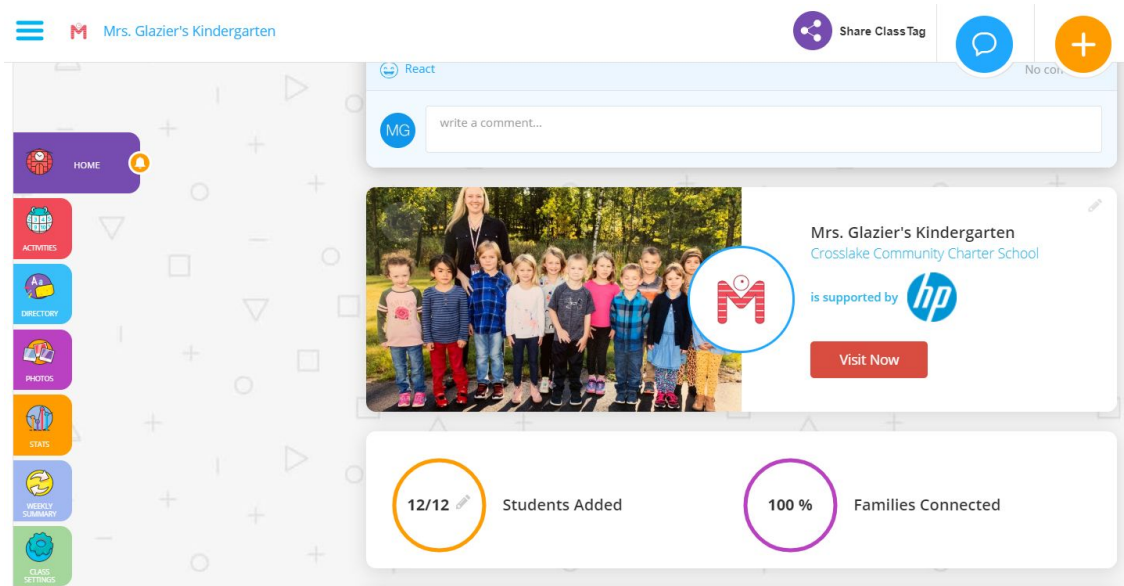 Mrs. Glazier's Kindergarten
Share ClassTag
React
No com
MG
write a comment...
HOME
ACTIVITIES
Aa
DIRECTORY
PHOTOS
STATS
WEEKLY
SUMMARY
CLASS
SETTINGS
Mrs. Glazier's Kindergarten
Crosslake Community Charter School
is supported by hp
Visit Now
12/12 Students Added
100 % Families Connected